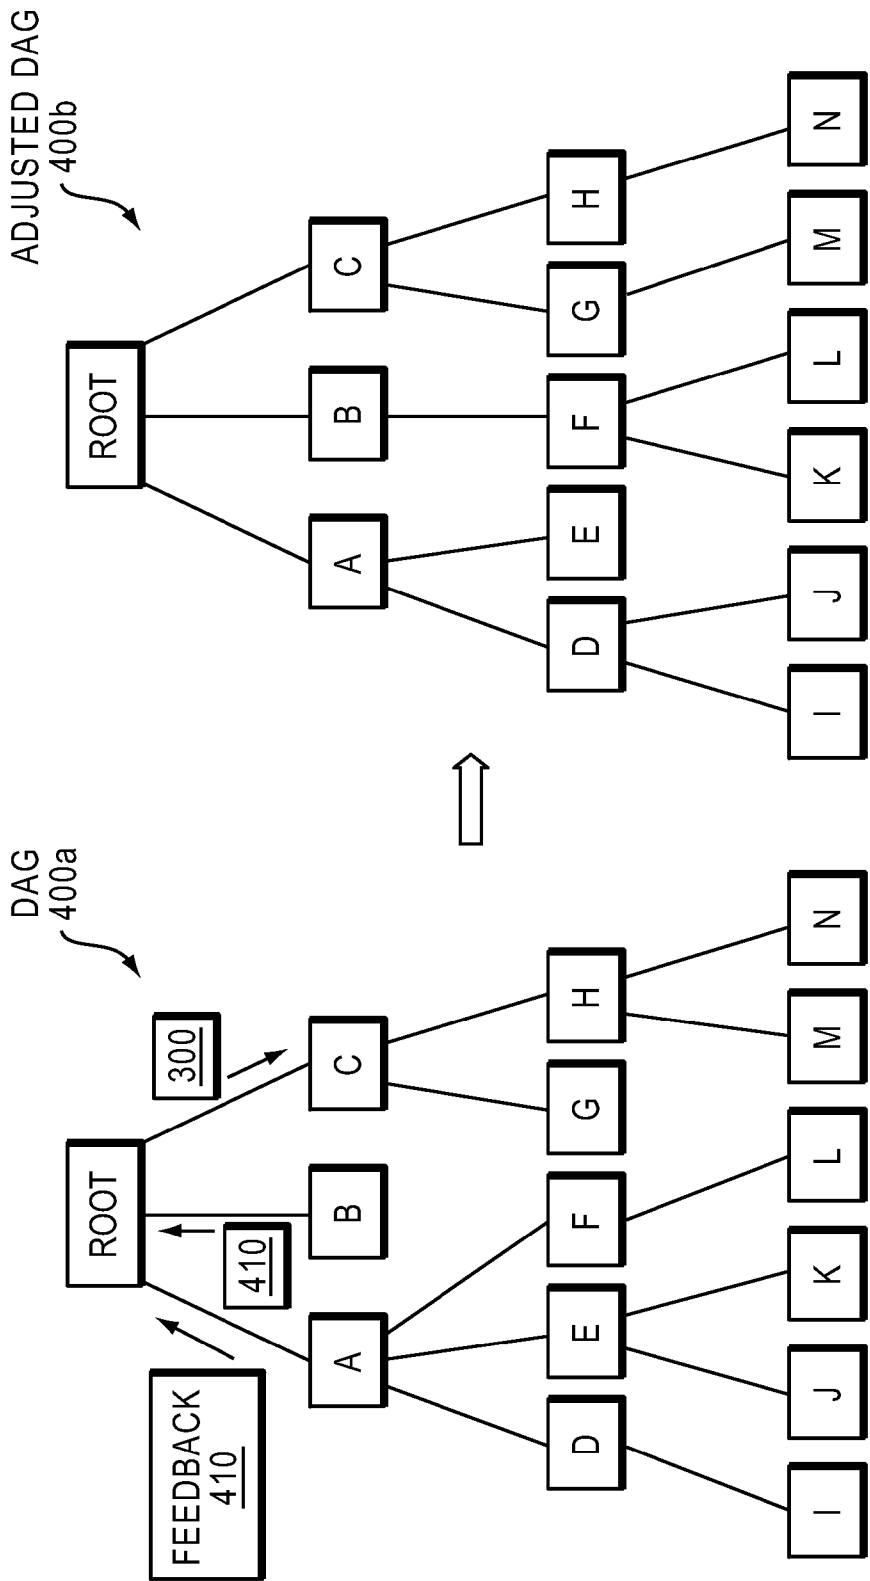 DAG
400a
ROOT
300
410
FEEDBACK
410
A
B
C
D
E
F
G
H
I
J
K
L
M
N
ADJUSTED DAG
400b
ROOT
A
B
C
D
E
F
G
H
I
J
K
L
M
N